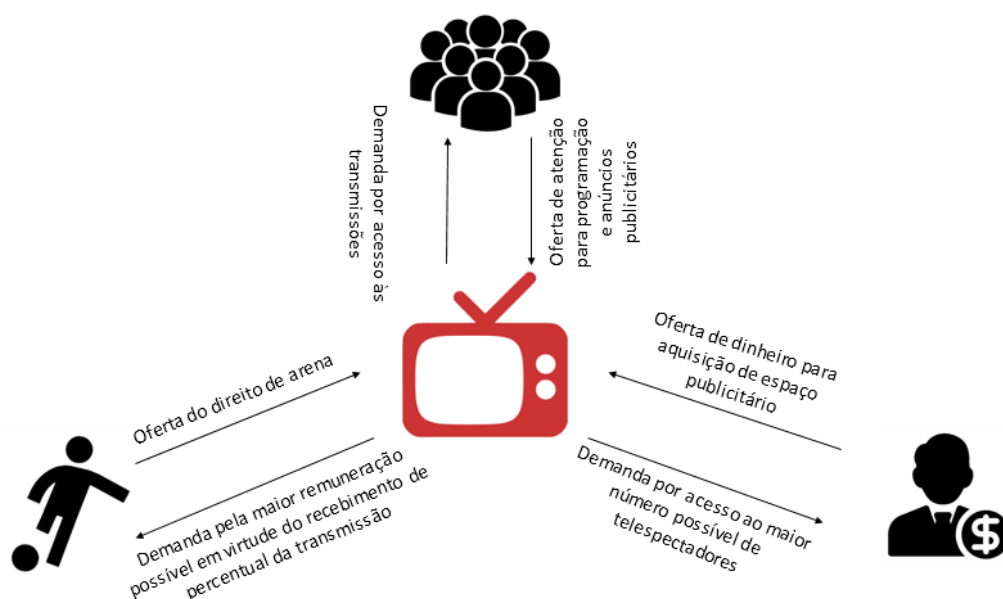 Demanda por acesso às
transmissões
Oferta de atenção
para programação
e anúncios
publicitários
Oferta do direito de arena
Demanda pela maior remuneração
possível em virtude do recebimento de
percentual da transmissão
Oferta de dinheiro para
aquisição de espaço
publicitário
Demanda por acesso ao maior
número possível de
telespectadores
$